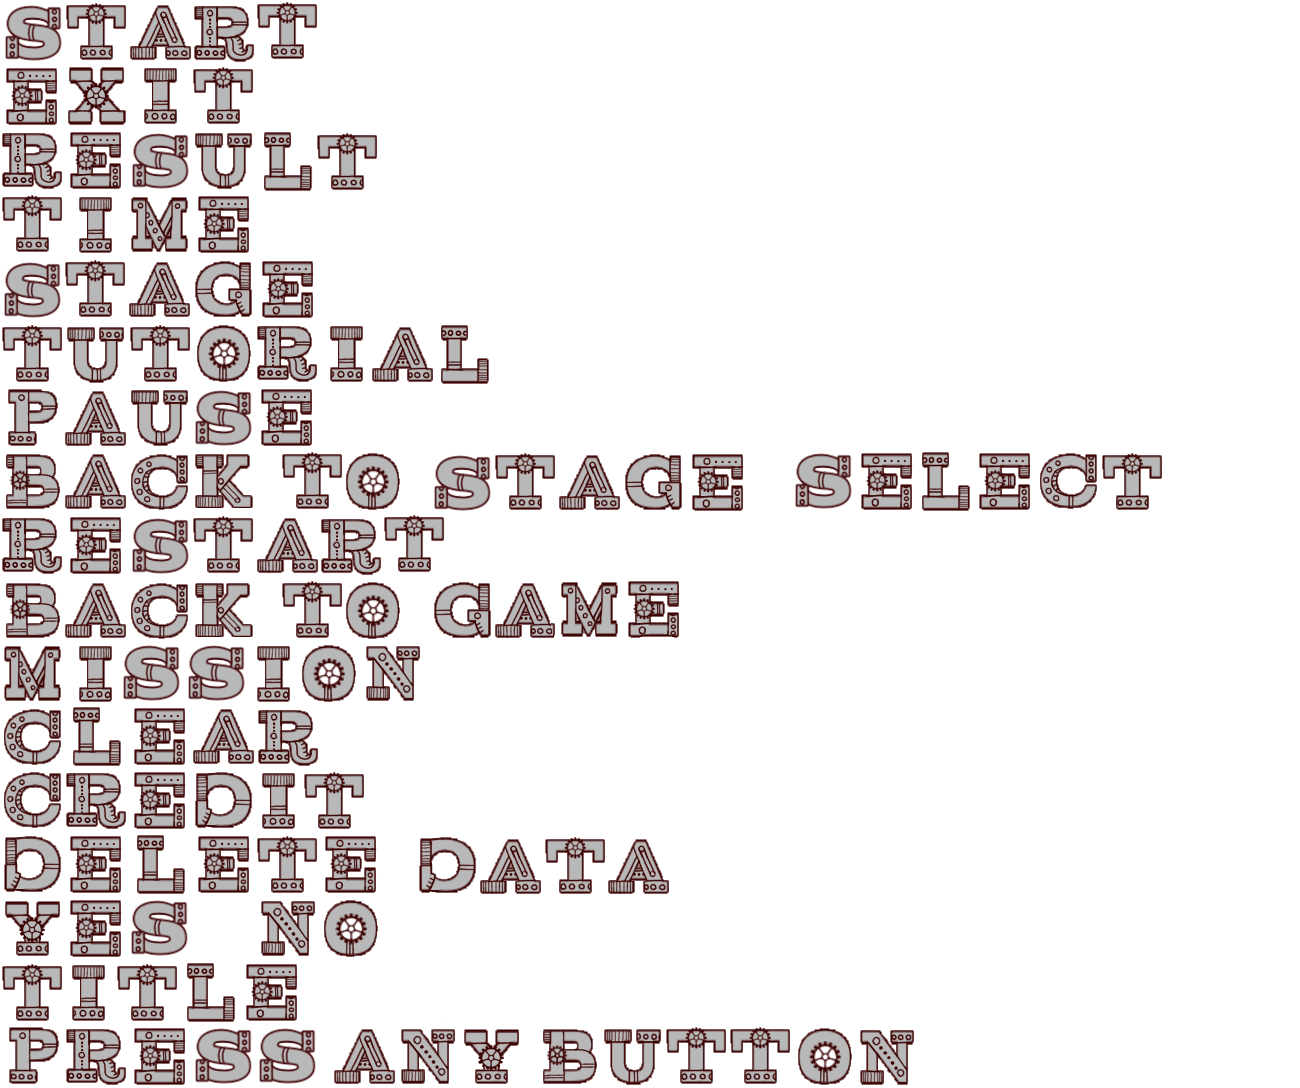 START
EXIT
RESULT
TIME
STAGE
TUTORIAL
PAUSE
BACK TO STAGE SELECT
RESTART
BACK TO GAME
MISSION
CLEAR
CREDIT
DELETE DATA
YES NO
TITLE
PRESS ANY BUTTON